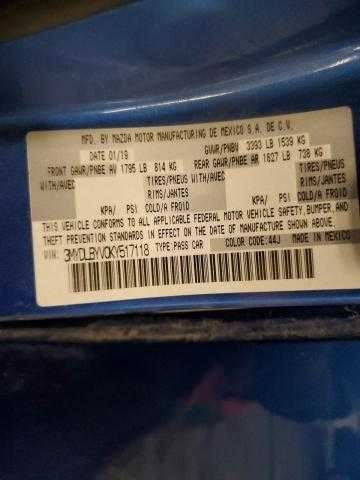 MFD. BY MAZDA MOTOR MANUFACTURING DE MEXICO S.A. DE C.V.
DATE 01/19 GVWR/PNBV 3393 LB 1539 KG
FRONT GAWR/PNBE AV 1795 LB 814 KG REAR GAWR/PNBE AR 1627 LB 738 KG
WITH/AVEC TIRES/PNEUS WITH/AVEC TIRES/PNEUS
RIMS/JANTES RIMS/JANTES
KPA/ PSI COLD/A FROID KPA/ PSI COLD/A FROID
THIS VEHICLE CONFORMS TO ALL APPLICABLE FEDERAL MOTOR VEHICLE SAFETY, BUMPER, AND
THEFT PREVENTION STANDARDS IN EFFECT ON THE DATE OF MANUFACTURE SHOWN ABOVE.
VIN: 3MYDLBYV0KY517118 TYPE:PASS CAR COLOR CODE:44J MADE IN MEXICO